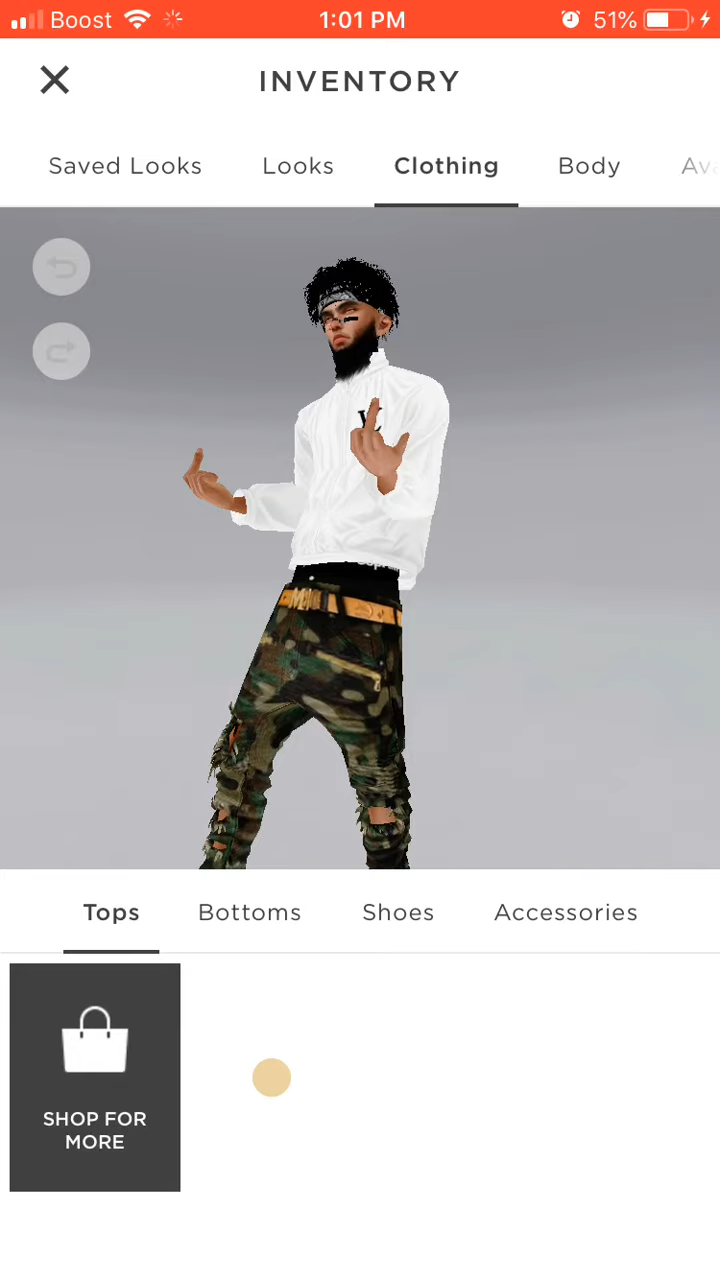 Boost 1:01 PM 51%
INVENTORY
Saved Looks Looks Clothing Body
Tops Bottoms Shoes Accessories
SHOP FOR
MORE